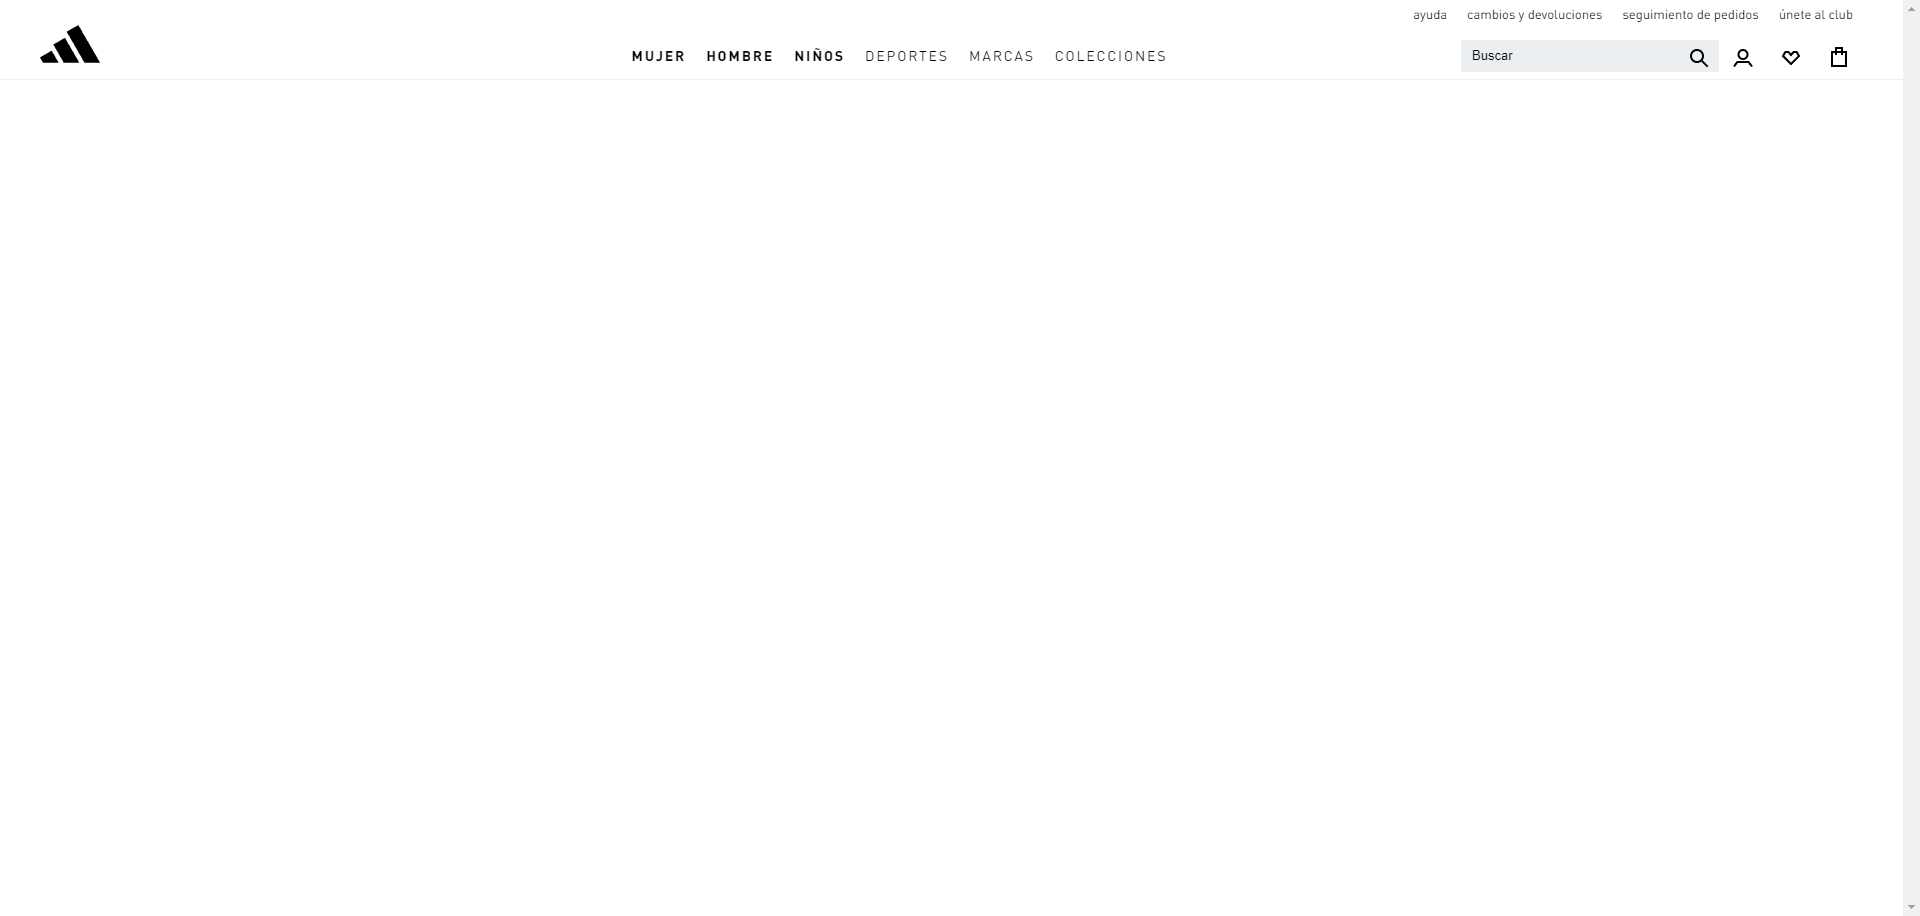 ayuda cambios y devoluciones seguimiento de pedidos únete al club
MUJER HOMBRE NIÑOS DEPORTES MARCAS COLECCIONES Buscar